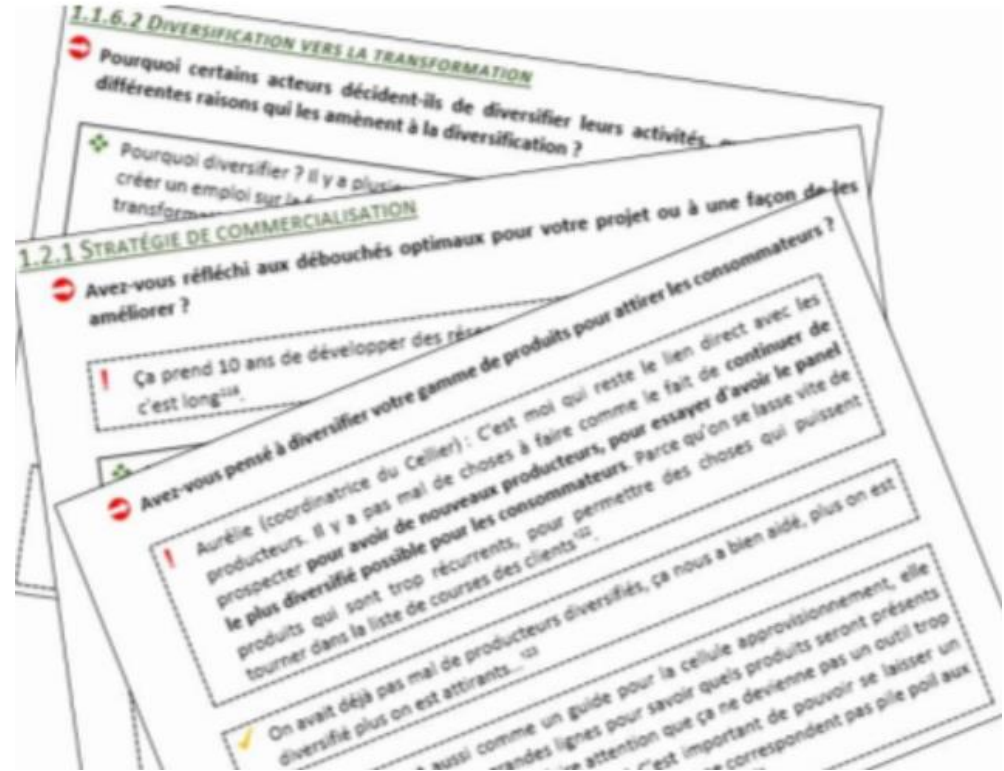 1.1.6.2 DIVERSIFICATION VERS LA TRANSFORMATION
Pourquoi certains acteurs décident-ils de diversifier leurs activités,
différentes raisons qui les amènent à la diversification ?
Pourquoi diversifier ? Il y a
créer un emploi sur
1.2.1 STRATÉGIE DE COMMERCIALISATION
Avez-vous réfléchi aux débouchés optimaux pour votre projet ou à une façon de les
améliorer ?
! Ça prend 10 ans de développer des
c'est long
Avez-vous pensé à diversifier votre gamme de produits pour attirer les consommateurs ?
! Aurélie (coordinatrice du Cellier) : C'est moi qui reste le lien direct avec les
producteurs. Il y a pas mal de choses à faire comme le fait de continuer de
prospecter pour avoir de nouveaux producteurs, pour essayer d'avoir le panel
le plus diversifié possible pour les consommateurs. Parce qu'on se lasse vite de
produits qui sont trop récurrents, pour permettre des choses qui puissent
tourner dans la liste de courses des clients
On avait déjà pas mal de producteurs diversifiés, ça nous a bien aidé, plus on est
diversifié plus on est attirants...
aussi comme un guide pour la cellule approvisionnement, elle
grandes lignes pour savoir quels produits seront présents
attention que ça ne devienne pas un outil trop
C'est important de pouvoir se laisser un
correspondent pas pile poil aux